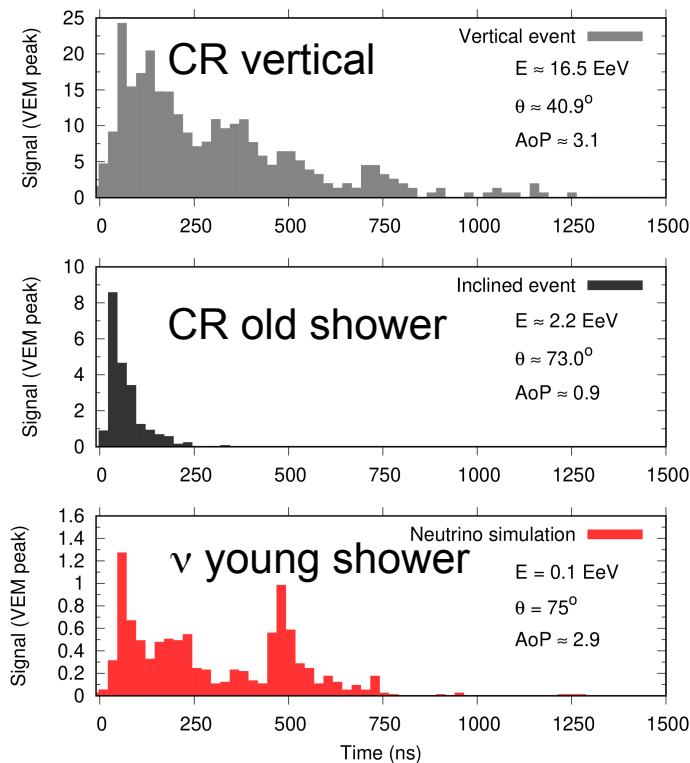 25
20
15
10
5
0
Signal (VEM peak)
CR vertical
Vertical event
E ≈ 16.5 EeV
θ ≈ 40.9o
AoP ≈ 3.1
0 250 500 750 1000 1250 1500
10
8
6
4
2
0
Signal (VEM peak)
CR old shower
Inclined event
E ≈ 2.2 EeV
θ ≈ 73.0o
AoP ≈ 0.9
0 250 500 750 1000 1250 1500
1.6
1.4
1.2
1
0.8
0.6
0.4
0.2
0
Signal (VEM peak)
ν young shower
Neutrino simulation
E = 0.1 EeV
θ = 75o
AoP ≈ 2.9
0 250 500 750 1000 1250 1500
Time (ns)